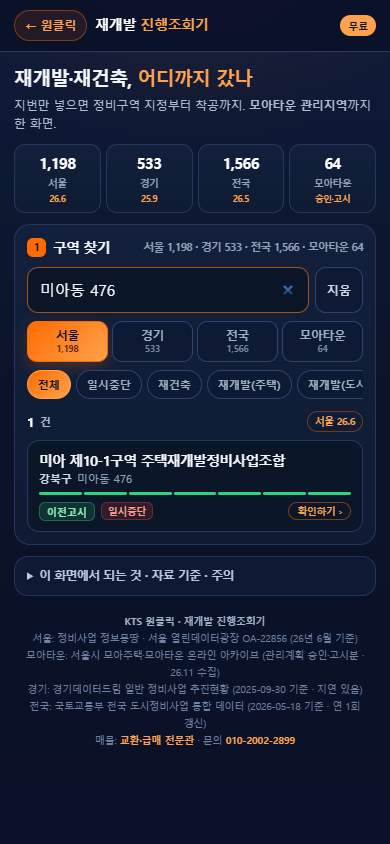 ← 원클릭 재개발 진행조회기 무료
재개발·재건축, 어디까지 갔나
지번만 넣으면 정비구역 지정부터 착공까지. 모아타운 관리지역까지
한 화면.
1,198 533 1,566 64
서울 경기 전국 모아타운
26.6 25.9 26.5 승인·고시
1 구역 찾기 서울 1,198 · 경기 533 · 전국 1,566 · 모아타운 64
미아동 476 지움
서울 경기 전국 모아타운
1,198 533 1,566 64
전체 일시중단 재건축 재개발(주택) 재개발(도시
1 건 서울 26.6
미아 제10-1구역 주택재개발정비사업조합
강북구 미아동 476
이전고시 일시중단 확인하기 ›
▶ 이 화면에서 되는 것 · 자료 기준 · 주의
KTS 원클릭 · 재개발 진행조회기
서울: 정비사업 정보몽땅 · 서울 열린데이터광장 OA-22856 (26년 6월 기준)
모아타운: 서울시 모아주택·모아타운 온라인 아카이브 (관리계획 승인·고시분 ·
26.11 수집)
경기: 경기데이터드림 일반 정비사업 추진현황 (2025-09-30 기준 · 지연 있음)
전국: 국토교통부 전국 도시정비사업 통합 데이터 (2026-05-18 기준 · 연 1회
갱신)
매물: 교환·급매 전문관 · 문의 010-2002-2899